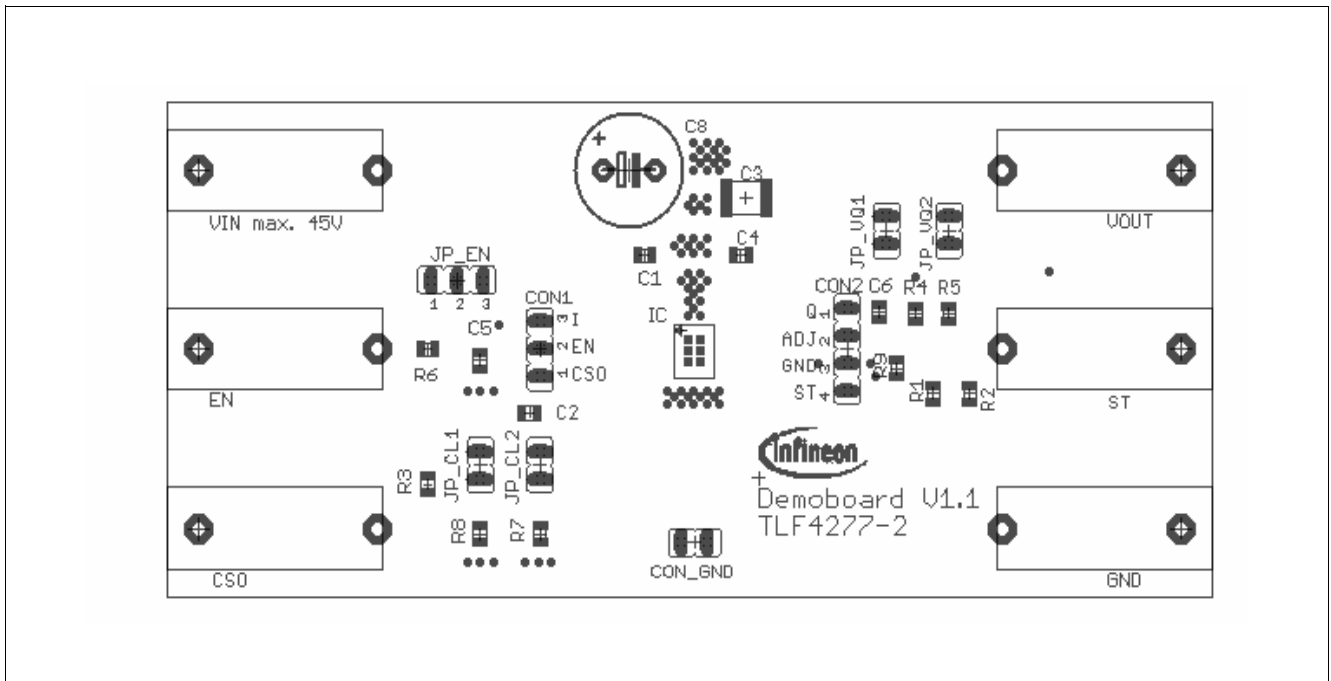 C8
+
C3
+
VIN max. 45V
JP_VQ1
JP_VQ2
VOUT
JP_EN
1 2 3
C1
C4
CON1
3 I
2 EN
1 CSO
C5
R6
EN
IC
+
CON2
Q 1
ADJ 2
GND 3
ST 4
C6
R4
R5
R9
R1
R2
ST
C2
JP_CL1
JP_CL2
R3
R8
R7
CSO
Infineon
+
Demoboard V1.1
TLF4277-2
CON_GND
GND